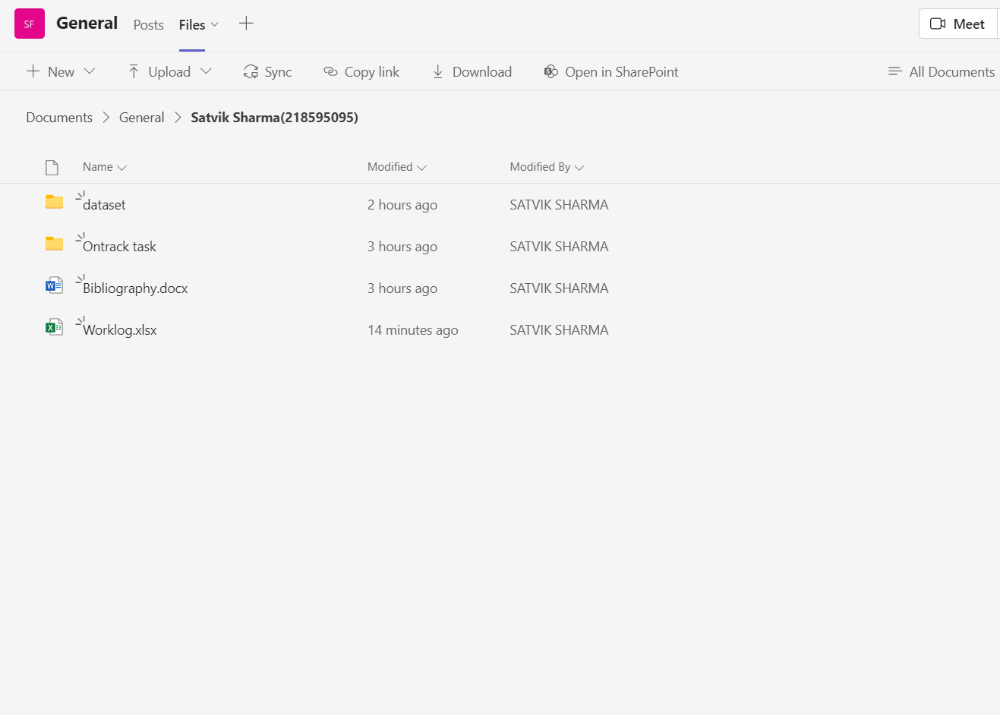 SF General Posts Files Meet
New Upload Sync Copy link Download Open in SharePoint All Documents
Documents General Satvik Sharma(218595095)
Name Modified Modified By
dataset 2 hours ago SATVIK SHARMA
Ontrack task 3 hours ago SATVIK SHARMA
Bibliography.docx 3 hours ago SATVIK SHARMA
Worklog.xlsx 14 minutes ago SATVIK SHARMA